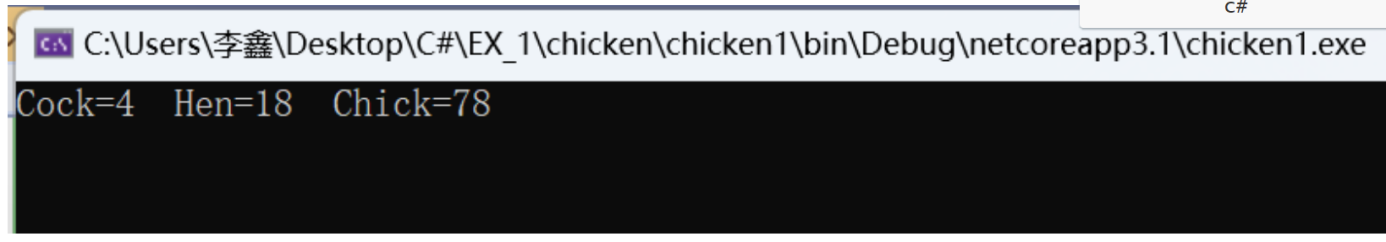 C#
C:\Users\李鑫\Desktop\C#\EX_1\chicken\chicken1\bin\Debug\netcoreapp3.1\chicken1.exe
Cock=4  Hen=18  Chick=78